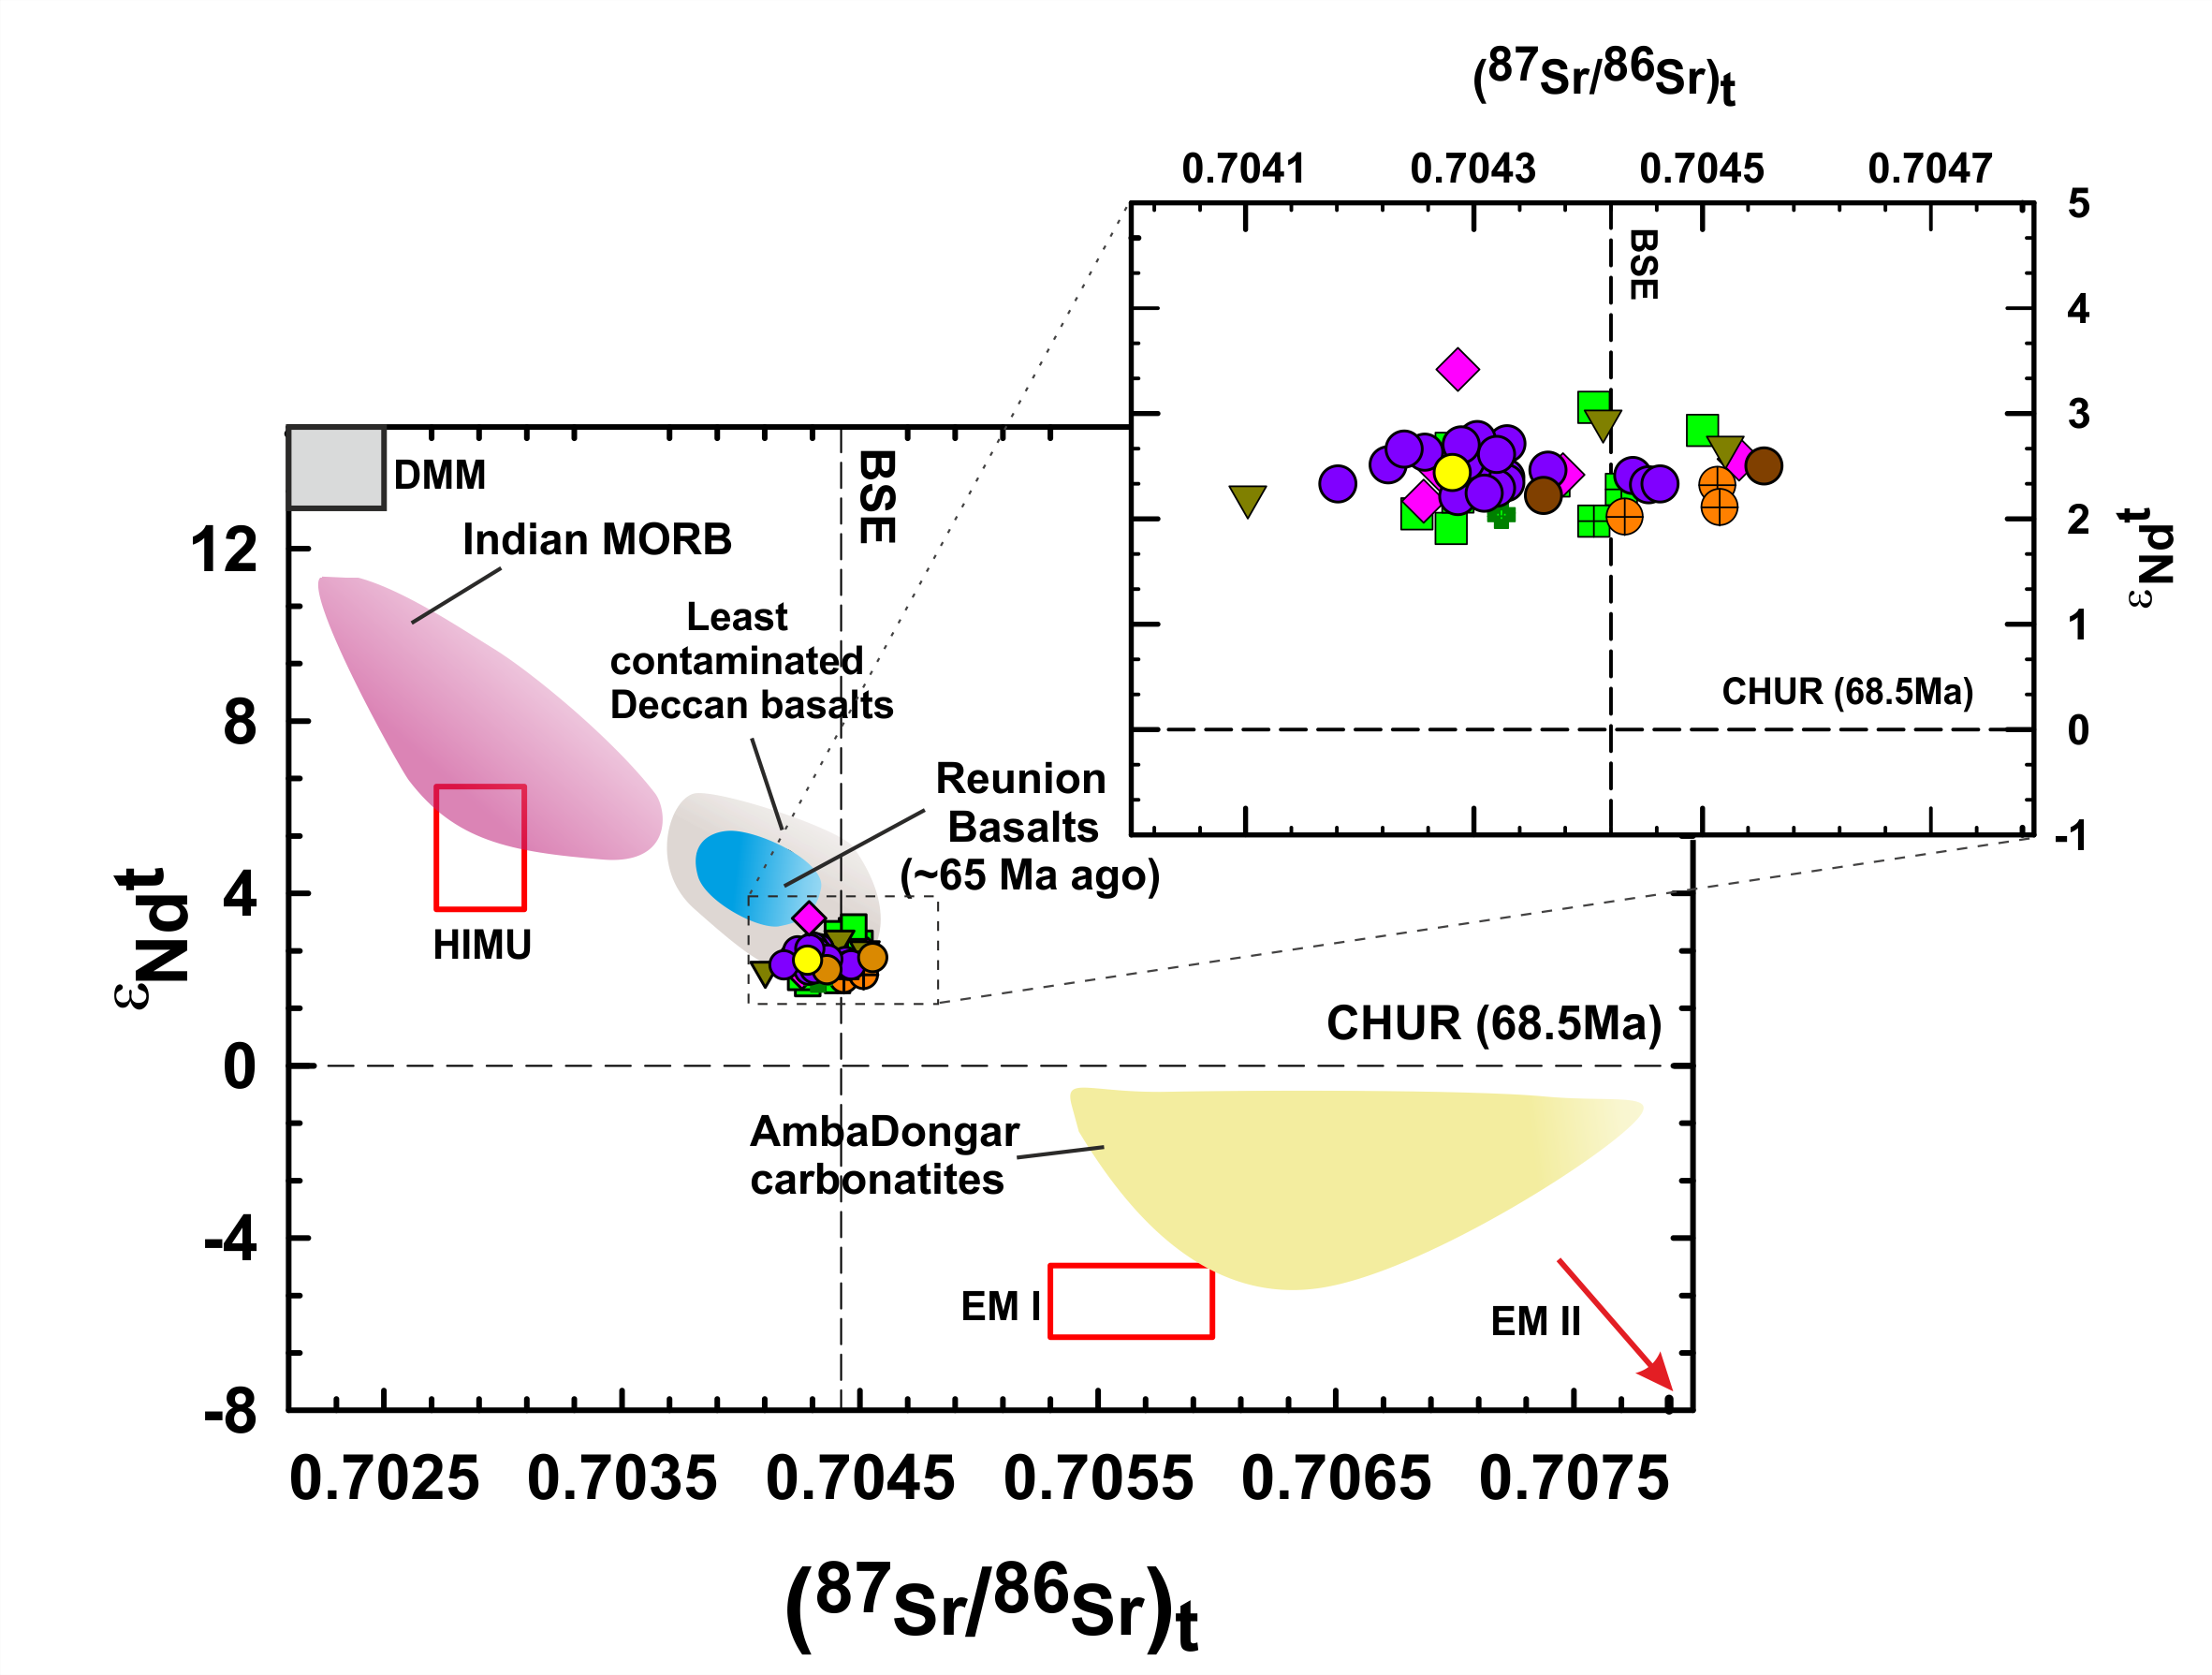 (87Sr/86Sr)t
0.7041 0.7043 0.7045 0.7047
5
4
3
2
1
0
-1
εNdt
BSE
CHUR (68.5Ma)
DMM
Indian MORB
BSE
Least
contaminated
Deccan basalts
Reunion
Basalts
(~65 Ma ago)
HIMU
CHUR (68.5Ma)
AmbaDongar
carbonatites
EM I
EM II
12
8
4
0
-4
-8
εNdt
0.7025 0.7035 0.7045 0.7055 0.7065 0.7075
(87Sr/86Sr)t